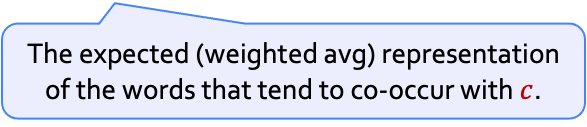 The expected (weighted avg) representation
of the words that tend to co-occur with c.